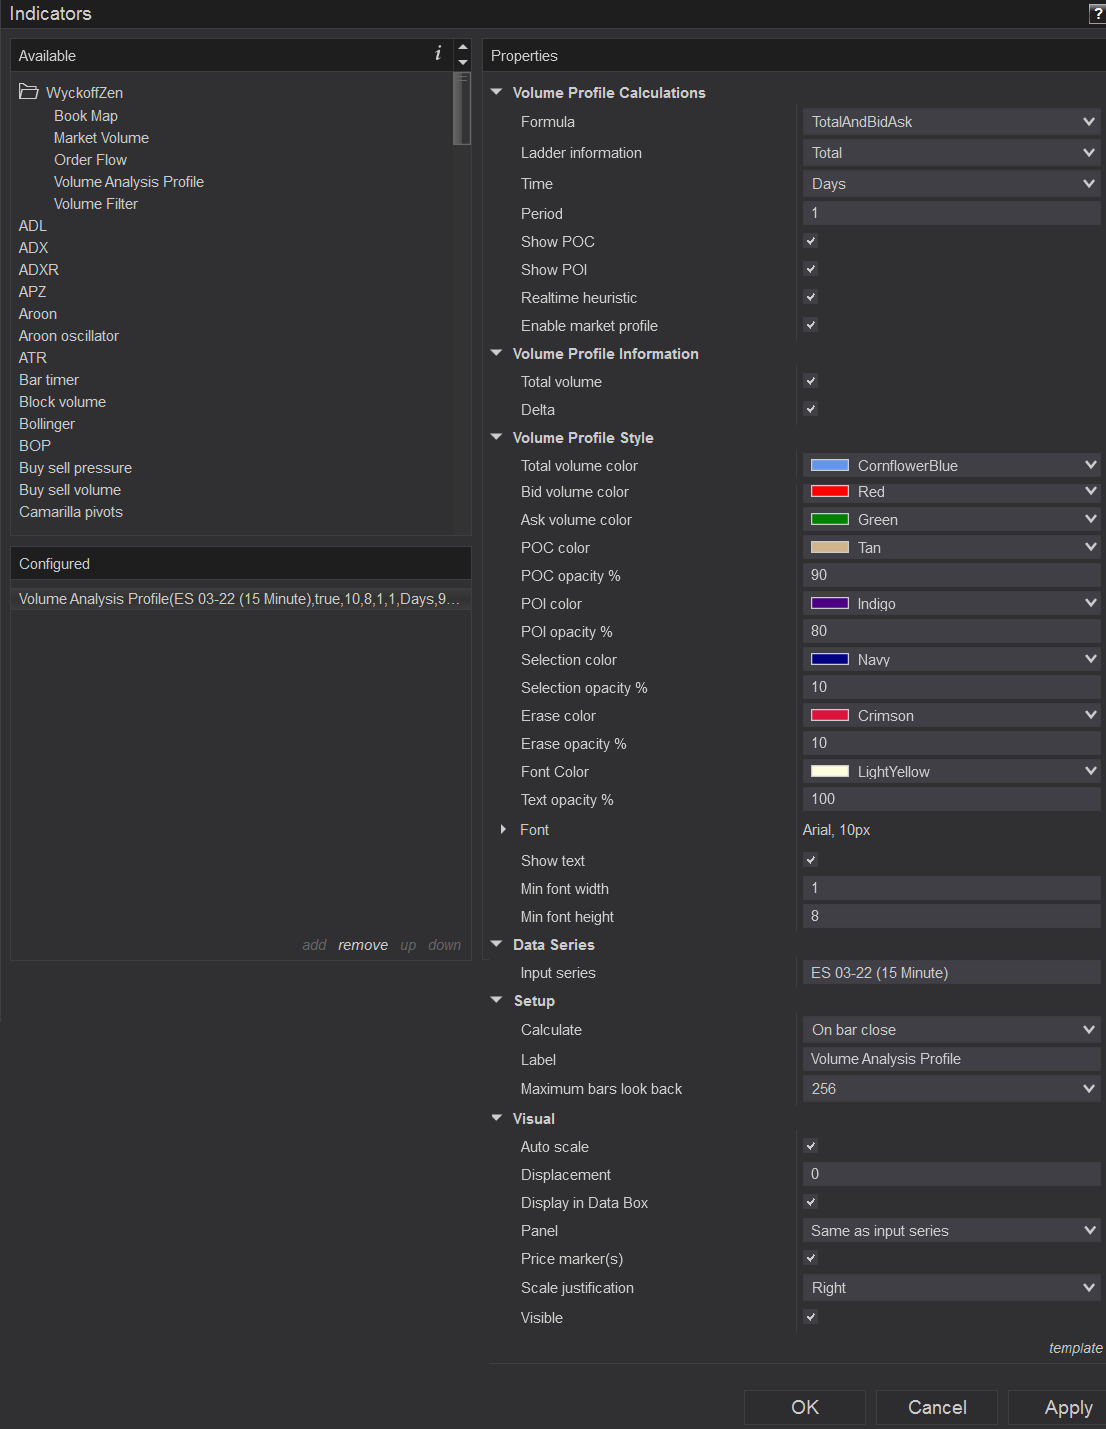 Indicators
?
Available
i
WyckoffZen
Book Map
Market Volume
Order Flow
Volume Analysis Profile
Volume Filter
ADL
ADX
ADXR
APZ
Aroon
Aroon oscillator
ATR
Bar timer
Block volume
Bollinger
BOP
Buy sell pressure
Buy sell volume
Camarilla pivots
Configured
Volume Analysis Profile(ES 03-22 (15 Minute),true,10,8,1,1,Days,9...
add remove up down
Properties
Volume Profile Calculations
Formula TotalAndBidAsk
Ladder information Total
Time Days
Period 1
Show POC
Show POI
Realtime heuristic
Enable market profile
Volume Profile Information
Total volume
Delta
Volume Profile Style
Total volume color CornflowerBlue
Bid volume color Red
Ask volume color Green
POC color Tan
POC opacity % 90
POI color Indigo
POI opacity % 80
Selection color Navy
Selection opacity % 10
Erase color Crimson
Erase opacity % 10
Font Color LightYellow
Text opacity % 100
Font Arial, 10px
Show text
Min font width 1
Min font height 8
Data Series
Input series ES 03-22 (15 Minute)
Setup
Calculate On bar close
Label Volume Analysis Profile
Maximum bars look back 256
Visual
Auto scale
Displacement 0
Display in Data Box
Panel Same as input series
Price marker(s)
Scale justification Right
Visible
template
OK Cancel Apply